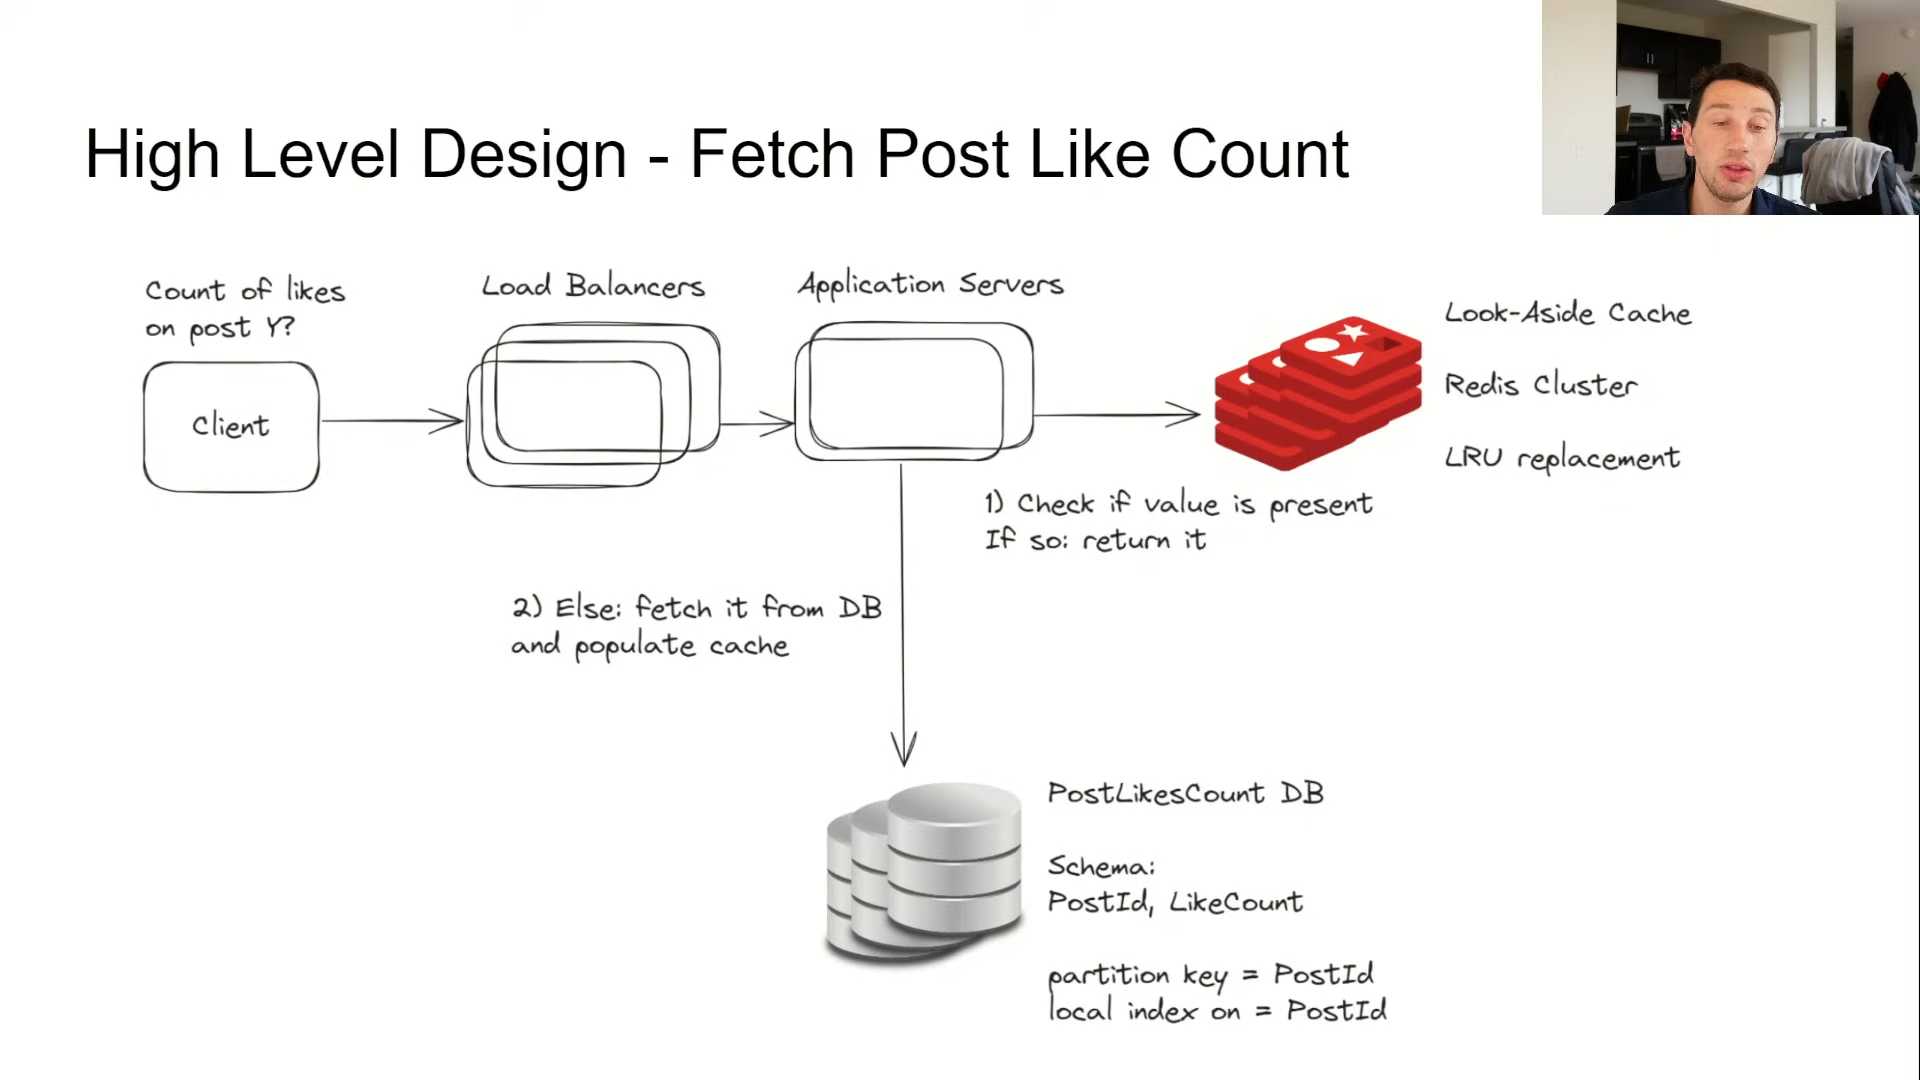 High Level Design - Fetch Post Like Count
Count of likes
on post Y?
Client
Load Balancers
Application Servers
Look-Aside Cache
Redis Cluster
LRU replacement
1) Check if value is present
If so: return it
2) Else: fetch it from DB
and populate cache
PostLikesCount DB
Schema:
PostId, LikeCount
partition key = PostId
local index on = PostId